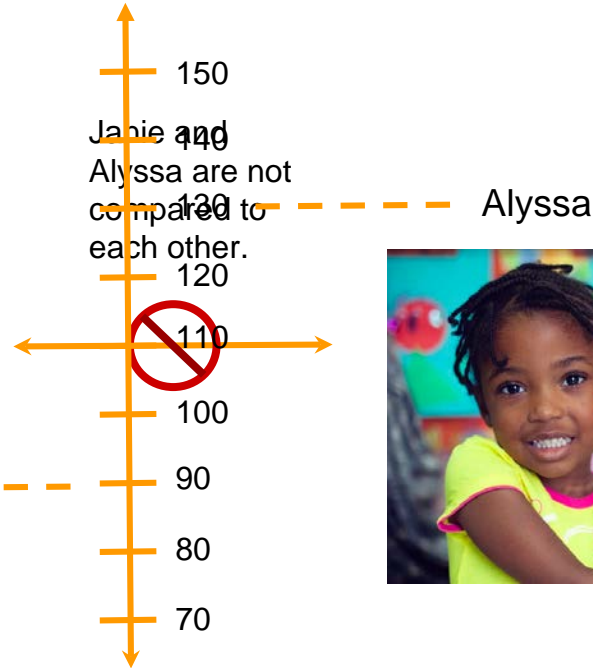 150
Janie and
140
Alyssa are not
compared to
130
Alyssa
each other.
120
110
100
90
80
70